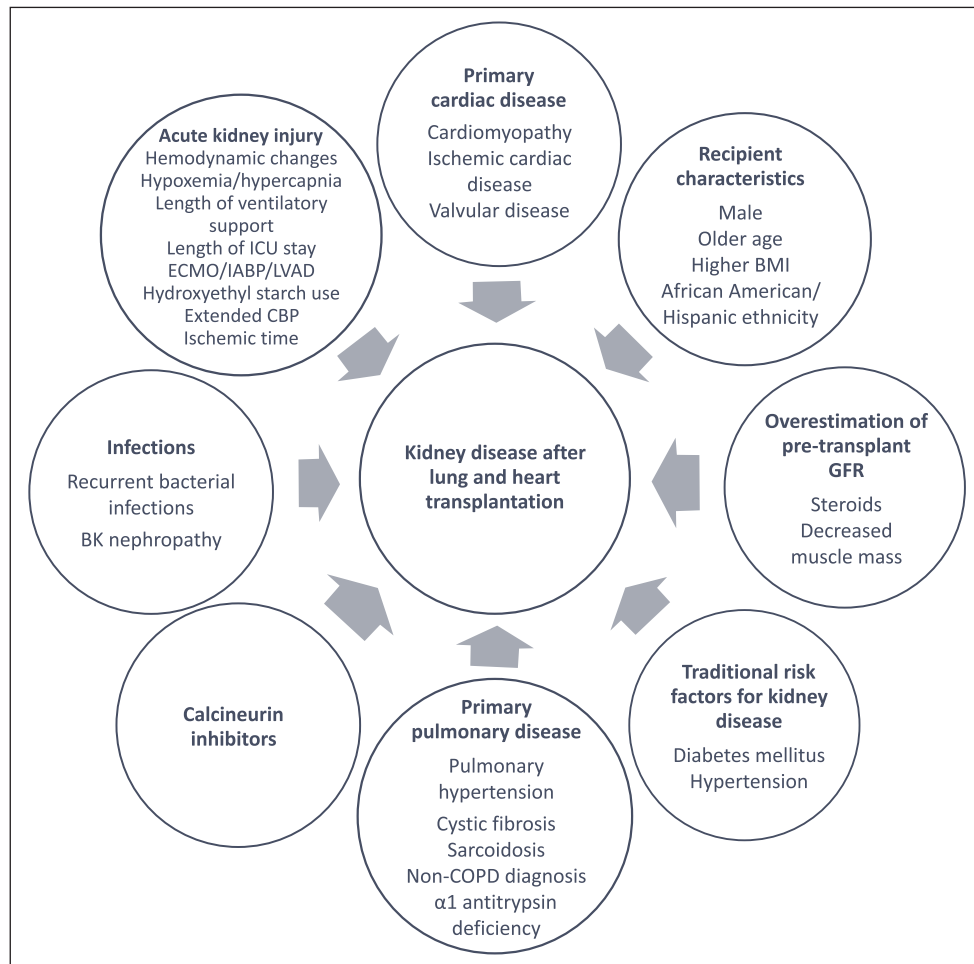 Primary
cardiac disease
Cardiomyopathy
Ischemic cardiac
disease
Valvular disease
Recipient
characteristics
Male
Older age
Higher BMI
African American/
Hispanic ethnicity
Overestimation of
pre-transplant
GFR
Steroids
Decreased
muscle mass
Traditional risk
factors for kidney
disease
Diabetes mellitus
Hypertension
Primary
pulmonary disease
Pulmonary
hypertension
Cystic fibrosis
Sarcoidosis
Non-COPD diagnosis
α1 antitrypsin
deficiency
Calcineurin
inhibitors
Infections
Recurrent bacterial
infections
BK nephropathy
Acute kidney injury
Hemodynamic changes
Hypoxemia/hypercapnia
Length of ventilatory
support
Length of ICU stay
ECMO/IABP/LVAD
Hydroxyethyl starch use
Extended CBP
Ischemic time
Kidney disease after
lung and heart
transplantation